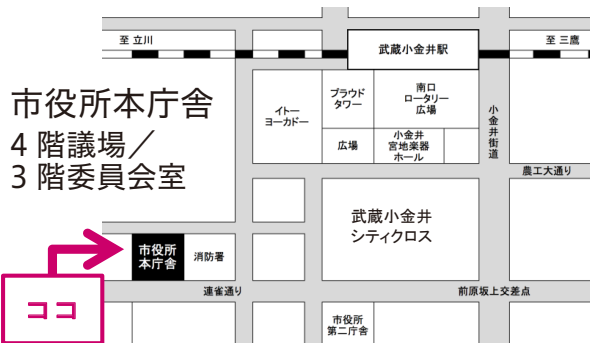 至 立川
武蔵小金井駅
至 三鷹
市役所本庁舎
4 階議場／
3 階委員会室
イトー
ヨーカドー
プラウド
タワー
南口
ロータリー
広場
広場
小金井
宮地楽器
ホール
小金井街道
農工大通り
武蔵小金井
シティクロス
市役所
本庁舎
消防署
ココ
連雀通り
前原坂上交差点
市役所
第二庁舎